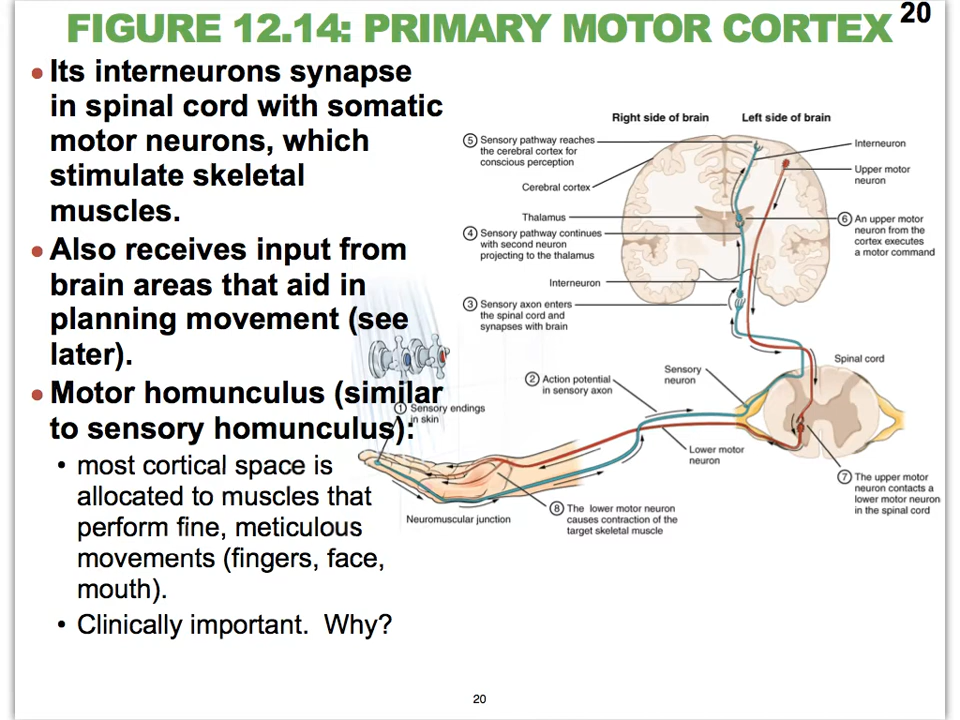 FIGURE 12.14: PRIMARY MOTOR CORTEX
20
• Its interneurons synapse
in spinal cord with somatic
motor neurons, which
stimulate skeletal
muscles.
• Also receives input from
brain areas that aid in
planning movement (see
later).
• Motor homunculus (similar
to sensory homunculus):
• most cortical space is
allocated to muscles that
perform fine, meticulous
movements (fingers, face,
mouth).
• Clinically important. Why?
Right side of brain
Left side of brain
5 Sensory pathway reaches
the cerebral cortex for
conscious perception
Cerebral cortex
Thalamus
4 Sensory pathway continues
with second neuron
projecting to the thalamus
Interneuron
3 Sensory axon enters
the spinal cord and
synapses with brain
Interneuron
Upper motor
neuron
6 An upper motor
neuron from the
cortex executes
a motor command
Spinal cord
Sensory
neuron
2 Action potential
in sensory axon
1 Sensory endings
in skin
Lower motor
neuron
7 The upper motor
neuron contacts a
lower motor neuron
in the spinal cord
Neuromuscular junction
8 The lower motor neuron
causes contraction of the
target skeletal muscle
20